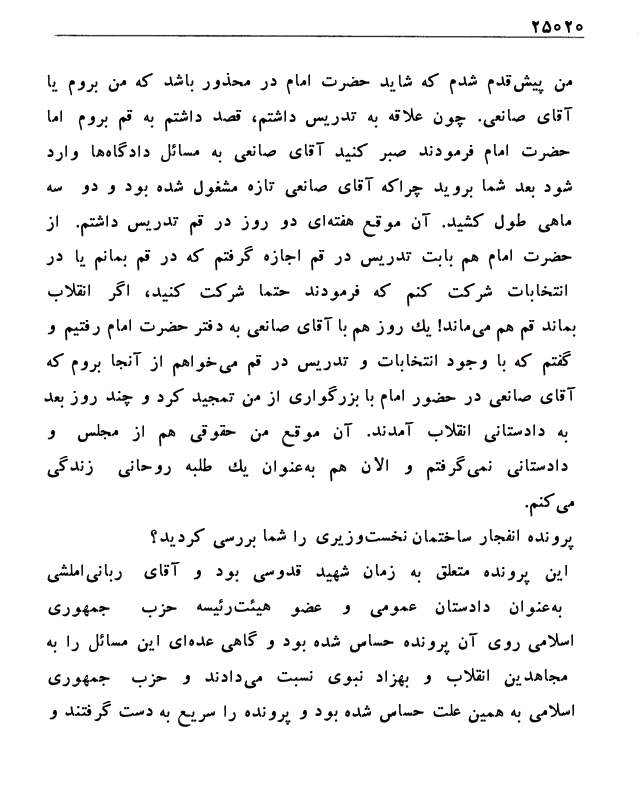 ۲۵۰۲۰
من پیش‌قدم شدم که شاید حضرت امام در محذور باشد که من بروم یا
آقای صانعی. چون علاقه به تدریس داشتم، قصد داشتم به قم بروم اما
حضرت امام فرمودند صبر کنید آقای صانعی به مسائل دادگاه‌ها وارد
شود بعد شما بروید چراکه آقای صانعی تازه مشغول شده بود و دو سه
ماهی طول کشید. آن موقع هفته‌ای دو روز در قم تدریس داشتم. از
حضرت امام هم بابت تدریس در قم اجازه گرفتم که در قم بمانم یا در
انتخابات شرکت کنم که فرمودند حتما شرکت کنید، اگر انقلاب
بماند قم هم می‌ماند! یك روز هم با آقای صانعی به دفتر حضرت امام رفتیم و
گفتم که با وجود انتخابات و تدریس در قم می‌خواهم از آنجا بروم که
آقای صانعی در حضور امام با بزرگواری از من تمجید کرد و چند روز بعد
به دادستانی انقلاب آمدند. آن موقع من حقوقی هم از مجلس و
دادستانی نمی‌گرفتم و الان هم به‌عنوان یك طلبه روحانی زندگی
می‌کنم.
پرونده انفجار ساختمان نخست‌وزیری را شما بررسی کردید؟
این پرونده متعلق به زمان شهید قدوسی بود و آقای ربانی‌املشی
به‌عنوان دادستان عمومی و عضو هیئت‌رئیسه حزب جمهوری
اسلامی روی آن پرونده حساس شده بود و گاهی عده‌ای این مسائل را به
مجاهدین انقلاب و بهزاد نبوی نسبت می‌دادند و حزب جمهوری
اسلامی به همین علت حساس شده بود و پرونده را سریع به دست گرفتند و